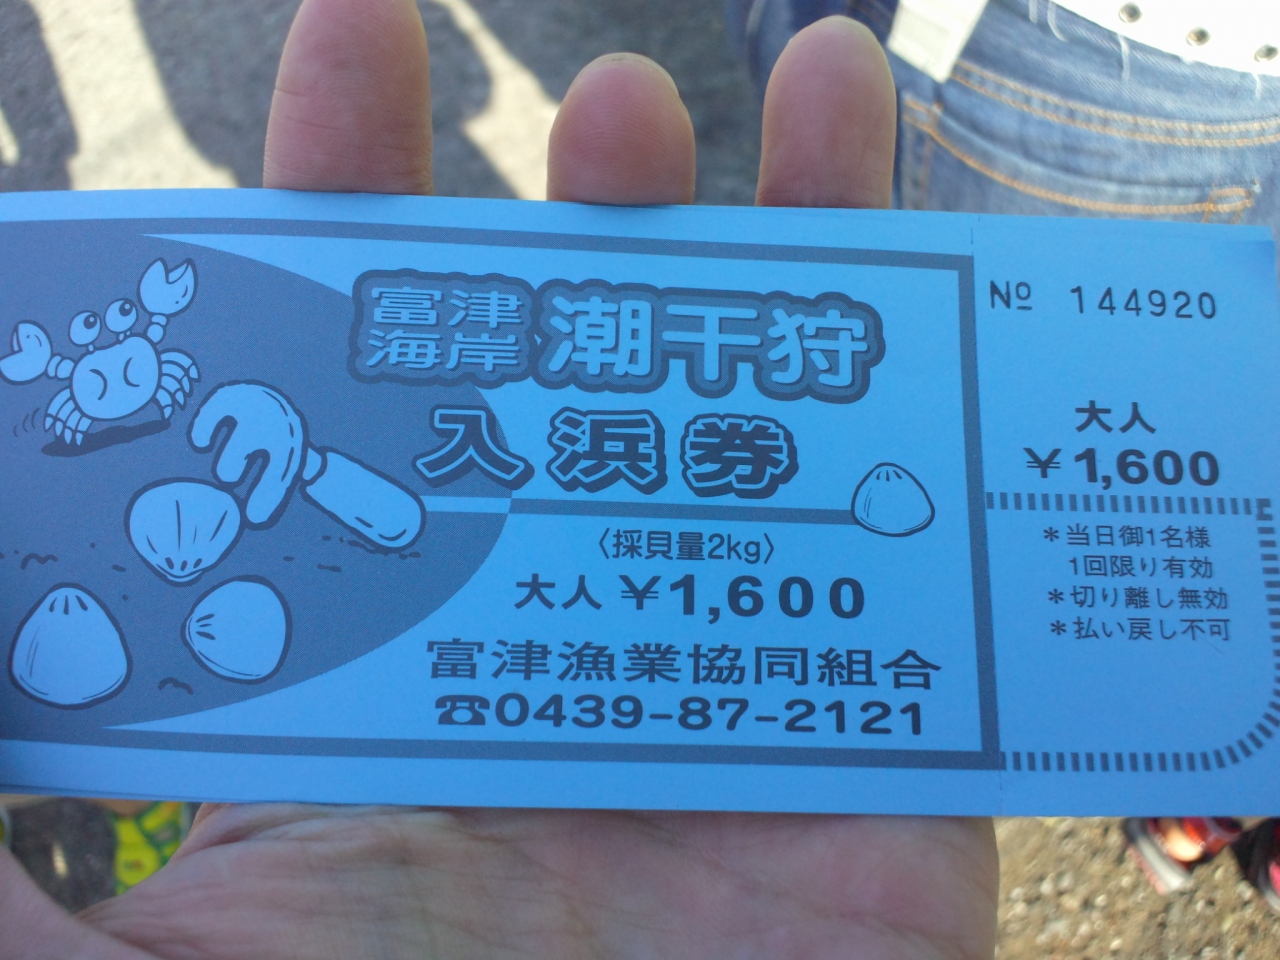 富津
海岸
潮干狩
入浜券
〈採貝量2kg〉
大人 ¥1,600
富津漁業協同組合
☎0439-87-2121
Nº 144920
大人
¥1,600
*当日御1名様
1回限り有効
*切り離し無効
*払い戻し不可